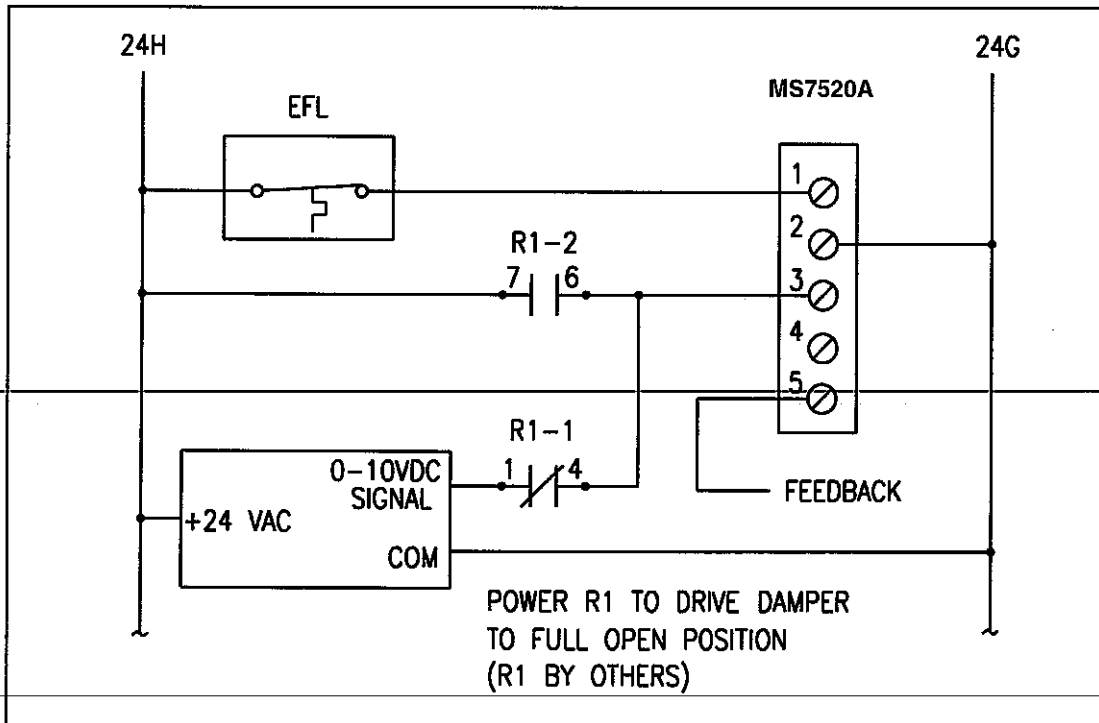 24H
24G
MS7520A
EFL
1
2
R1-2
7 6
3
4
5
R1-1
0-10VDC
SIGNAL
1 4
FEEDBACK
+24 VAC
COM
POWER R1 TO DRIVE DAMPER
TO FULL OPEN POSITION
(R1 BY OTHERS)